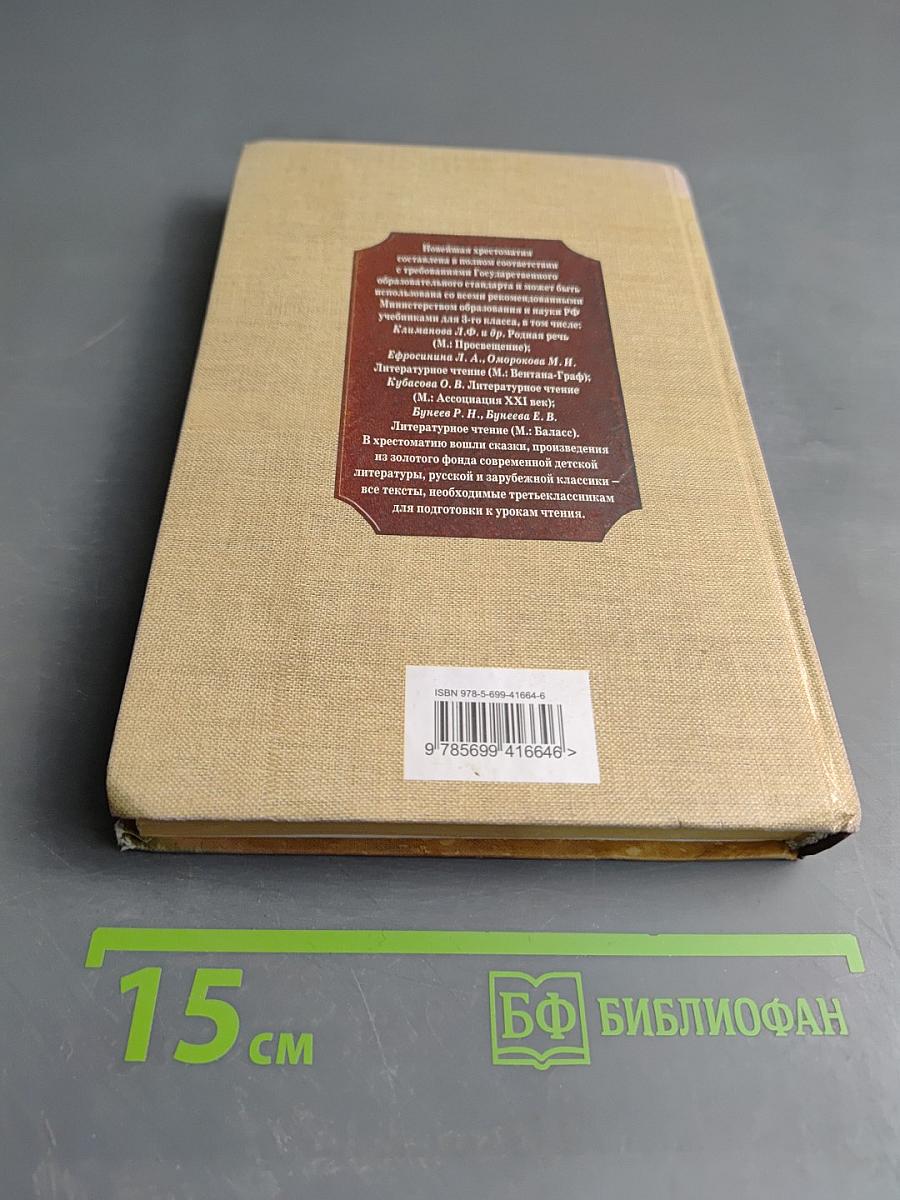 Новейшая хрестоматия
составлена в полном соответствии
с требованиями Государственного
образовательного стандарта и может быть
использована со всеми рекомендованными
Министерством образования и науки РФ
учебниками для 3-го класса, в том числе:
Климанова Л.Ф. и др. Родная речь
(М.: Просвещение);
Ефросинина Л. А., Оморокова М. И.
Литературное чтение (М.: Вентана-Граф);
Кубасова О. В. Литературное чтение
(М.: Ассоциация XXI век);
Бунеев Р. Н., Бунеева Е. В.
Литературное чтение (М.: Баласс).
В хрестоматию вошли сказки, произведения
из золотого фонда современной детской
литературы, русской и зарубежной классики –
все тексты, необходимые третьеклассникам
для подготовки к урокам чтения.
ISBN 978-5-699-41664-6
9 785699 416646 >
15 см
БФ БИБЛИОФАН